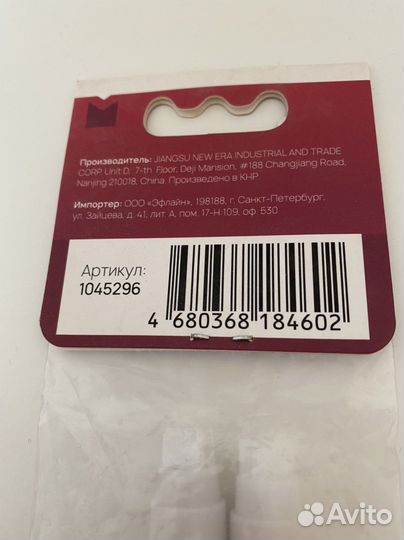 Производитель: JIANGSU NEW ERA INDUSTRIAL AND TRADE
CORP. Unit D, 7-th Floor, Deji Mansion, #188 Changjiang Road,
Nanjing 210018, China. Произведено в КНР
Импортер: ООО «Эфлайн», 198188, г. Санкт-Петербург,
ул. Зайцева, д. 41, лит. А, пом. 17-Н-109, оф. 530
Артикул:
1045296
4 680368 184602
Avito